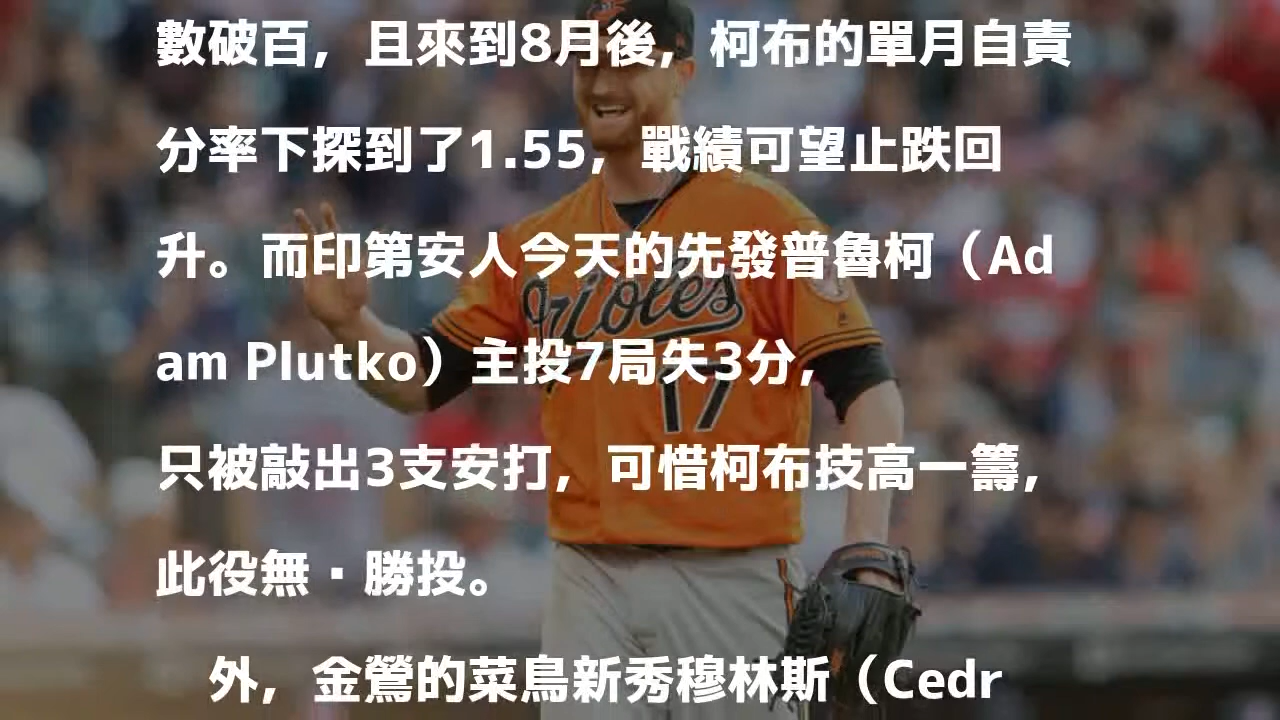 數破百，且來到8月後，柯布的單月自責
分率下探到了1.55，戰績可望止跌回
升。而印第安人今天的先發普魯柯（Ad
am Plutko）主投7局失3分，
只被敲出3支安打，可惜柯布技高一籌，
此役無·勝投。
外，金鶯的菜鳥新秀穆林斯（Cedr
Orioles
17